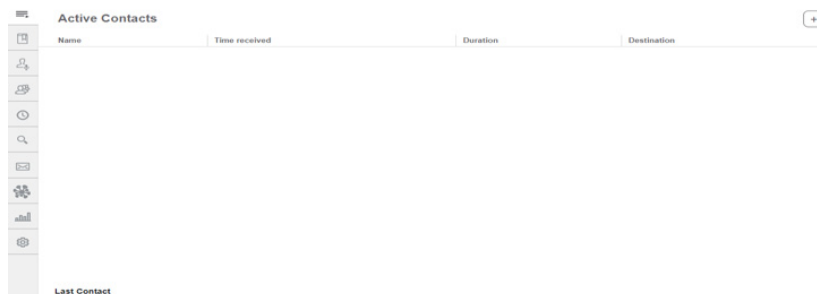 Active Contacts
Name Time received Duration Destination
Last Contact